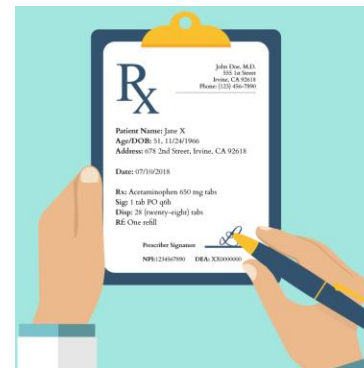 Rx
John Doe, M.D.
555 1st Street
Irvine, CA 92618
Phone: (123) 456-7890
Patient Name: Jane X
Age/DOB: 51, 11/24/1966
Address: 678 2nd Street, Irvine, CA 92618
Date: 07/10/2018
Rx: Acetaminophen 650 mg tabs
Sig: 1 tab PO q6h
Disp: 28 (twenty-eight) tabs
Rf: One refill
Prescriber Signature
NPI:1234567890 DEA: XX0000000